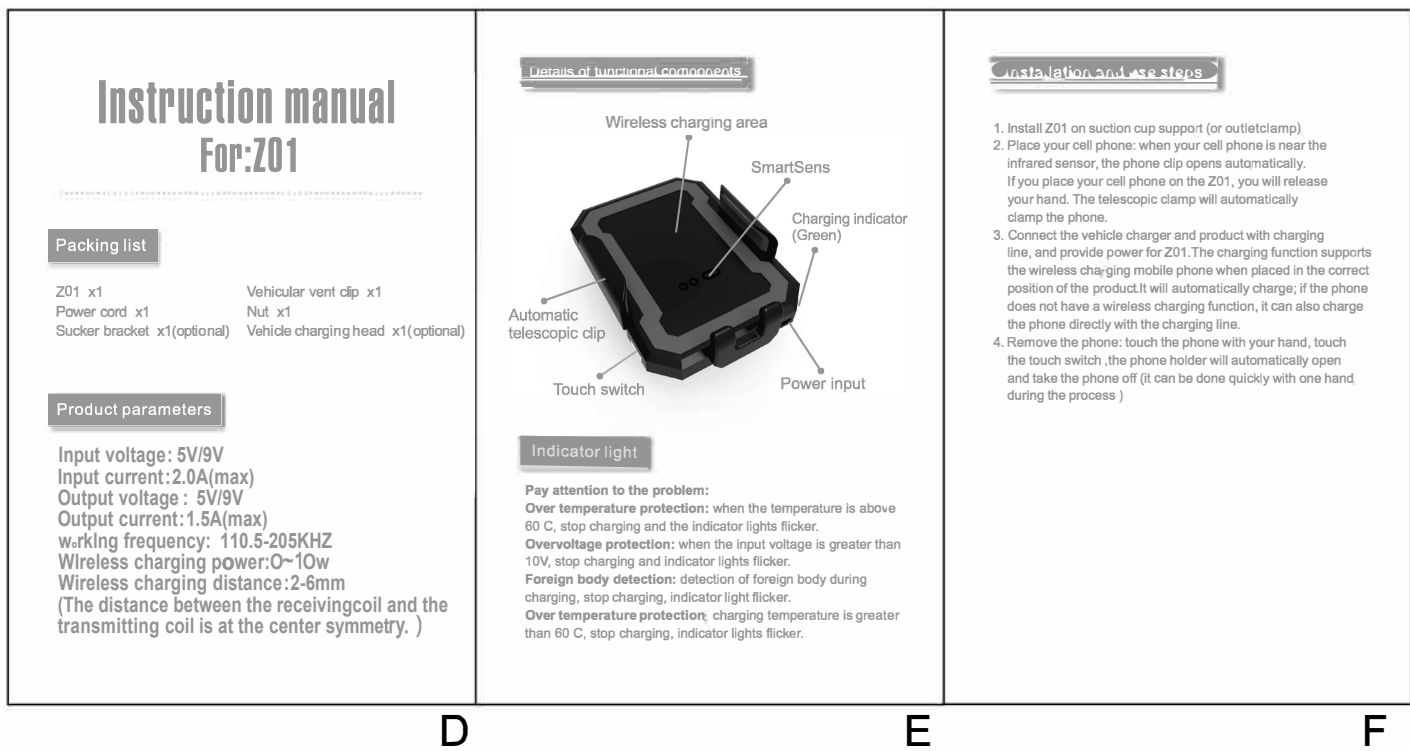 Instruction manual
For:Z01
Packing list
Z01 x1
Vehicular vent clip x1
Power cord x1
Nut x1
Sucker bracket x1(optional)
Vehicle charging head x1(optional)
Product parameters
Input voltage: 5V/9V
Input current:2.0A(max)
Output voltage : 5V/9V
Output current:1.5A(max)
workIng frequency: 110.5-205KHZ
WIreless charging power:O~1Ow
Wireless charging distance:2-6mm
(The distance between the receivingcoil and the
transmitting coil is at the center symmetry. )
D
Details of functional components
Wireless charging area
SmartSens
Charging indicator
(Green)
Automatic
telescopic clip
Touch switch
Power input
Indicator light
Pay attention to the problem:
Over temperature protection: when the temperature is above
60 C, stop charging and the indicator lights flicker.
Overvoltage protection: when the input voltage is greater than
10V, stop charging and indicator lights flicker.
Foreign body detection: detection of foreign body during
charging, stop charging, indicator light flicker.
Over temperature protection: charging temperature is greater
than 60 C, stop charging, indicator lights flicker.
E
Installation and use steps
1. Install Z01 on suction cup support (or outletclamp)
2. Place your cell phone: when your cell phone is near the
infrared sensor, the phone clip opens automatically.
If you place your cell phone on the Z01, you will release
your hand. The telescopic clamp will automatically
clamp the phone.
3. Connect the vehicle charger and product with charging
line, and provide power for Z01.The charging function supports
the wireless charging mobile phone when placed in the correct
position of the product.It will automatically charge; if the phone
does not have a wireless charging function, it can also charge
the phone directly with the charging line.
4. Remove the phone: touch the phone with your hand, touch
the touch switch ,the phone holder will automatically open
and take the phone off (it can be done quickly with one hand
during the process )
F